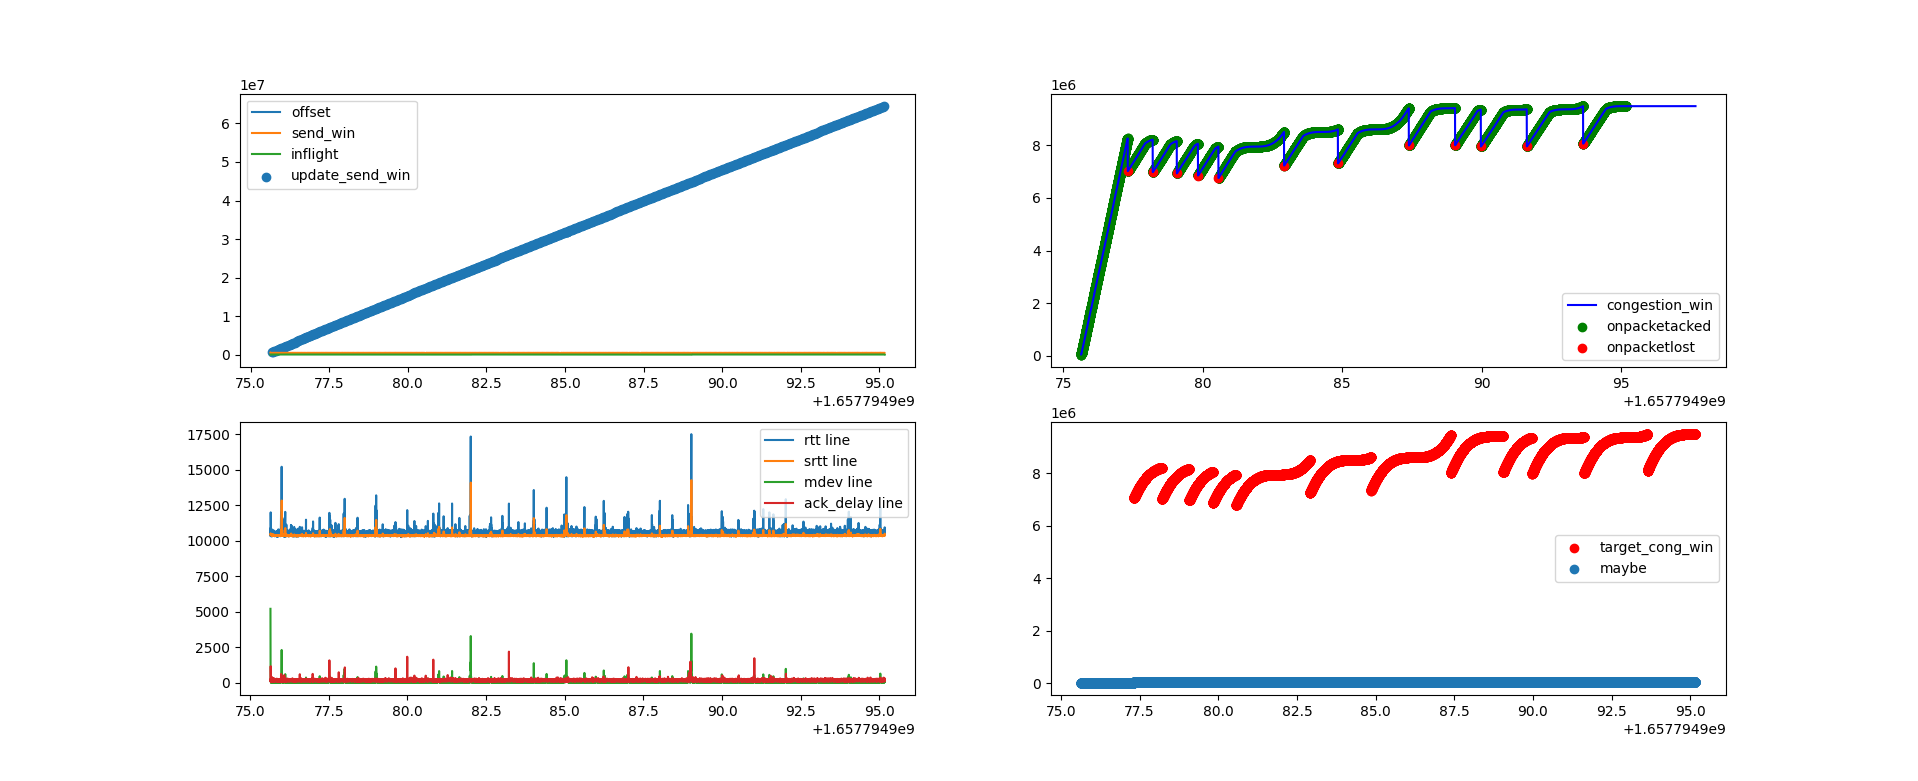 1e7
offset
send_win
inflight
update_send_win
6
5
4
3
2
1
0
75.0 77.5 80.0 82.5 85.0 87.5 90.0 92.5 95.0
+1.6577949e9
1e6
8
6
4
2
0
congestion_win
onpacketacked
onpacketlost
75 80 85 90 95
+1.6577949e9
17500
15000
12500
10000
7500
5000
2500
0
rtt line
srtt line
mdev line
ack_delay line
75.0 77.5 80.0 82.5 85.0 87.5 90.0 92.5 95.0
+1.6577949e9
1e6
8
6
4
2
0
target_cong_win
maybe
75.0 77.5 80.0 82.5 85.0 87.5 90.0 92.5 95.0
+1.6577949e9